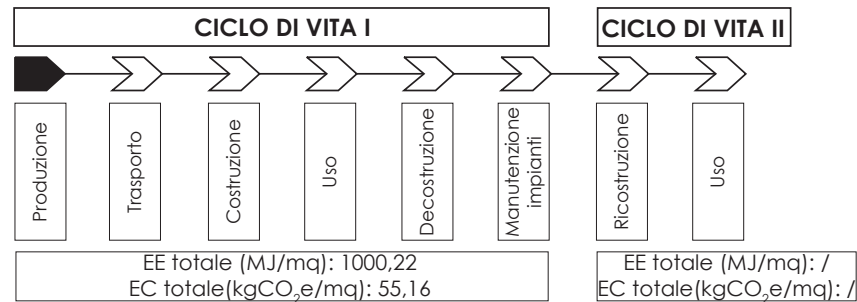 CICLO DI VITA I
CICLO DI VITA II
Produzione
Trasporto
Costruzione
Uso
Decostruzione
Manutenzione
impianti
Ricostruzione
Uso
EE totale (MJ/mq): 1000,22
EC totale(kgCO₂e/mq): 55,16
EE totale (MJ/mq): /
EC totale(kgCO₂e/mq): /